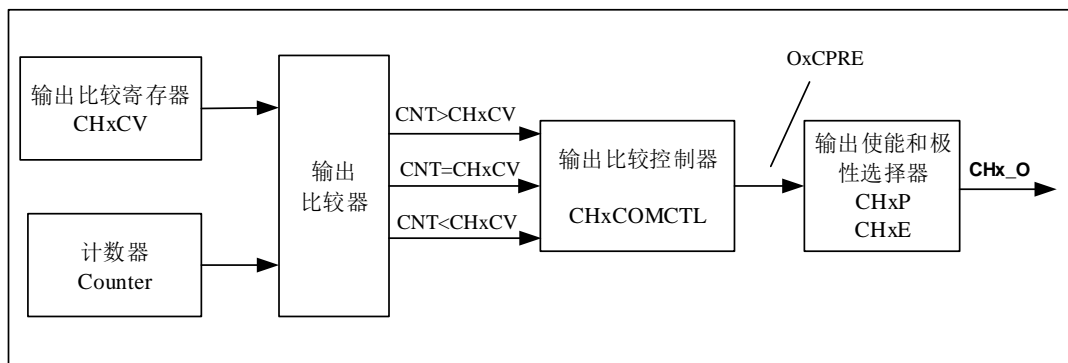 OxCPRE
输出比较寄存器
CHxCV
计数器
Counter
输出
比较器
CNT>CHxCV
CNT=CHxCV
CNT<CHxCV
输出比较控制器
CHxCOMCTL
输出使能和极
性选择器
CHxP
CHxE
CHx_O